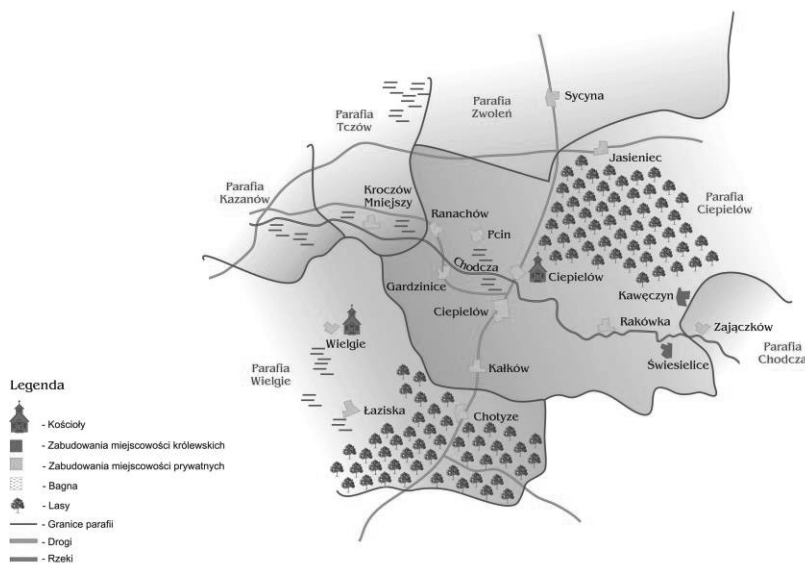 Sycyna
Parafia
Zwoleń
Parafia
Tczów
Jasieniec
Parafia
Kazanów
Kroczów
Mniejszy
Parafia
Ciepielów
Ranachów
Pcin
Chodcza
Ciepielów
Gardzinice
Kawęczyn
Ciepielów
Rakówka
Zajączków
Wielgie
Parafia
Chodcza
Świesielice
Parafia
Wielgie
Kałków
Łaziska
Chotyze
Legenda
- Kościoły
- Zabudowania miejscowości królewskich
- Zabudowania miejscowości prywatnych
- Bagna
- Lasy
- Granice parafii
- Drogi
- Rzeki